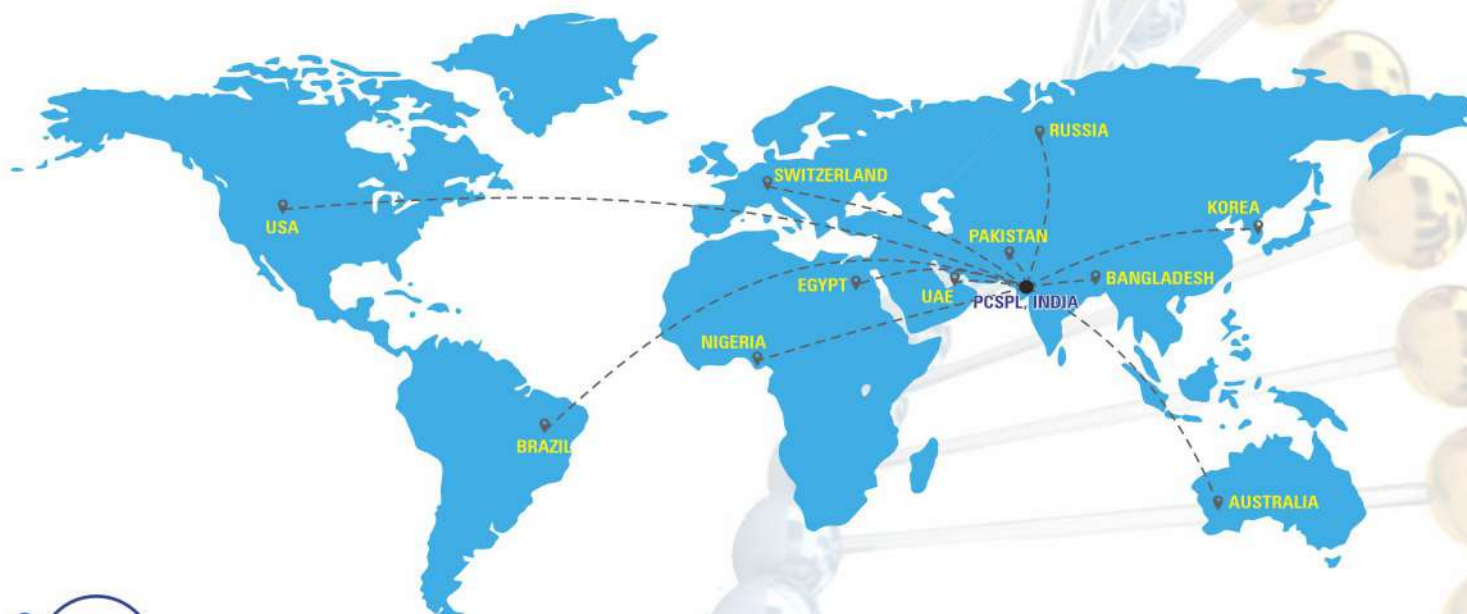 RUSSIA
SWITZERLAND
USA
KOREA
PAKISTAN
EGYPT
UAE
BANGLADESH
PCSPL, INDIA
NIGERIA
BRAZIL
AUSTRALIA